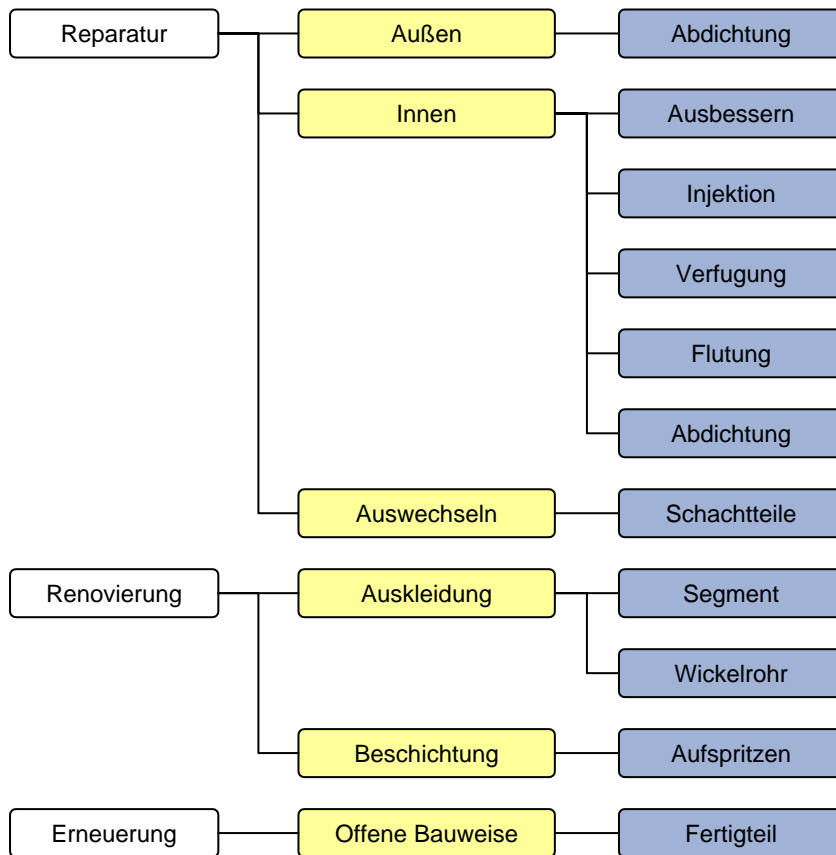 Reparatur
Außen
Abdichtung
Innen
Ausbessern
Injektion
Verfugung
Flutung
Abdichtung
Auswechseln
Schachtteile
Renovierung
Auskleidung
Segment
Wickelrohr
Beschichtung
Aufspritzen
Erneuerung
Offene Bauweise
Fertigteil